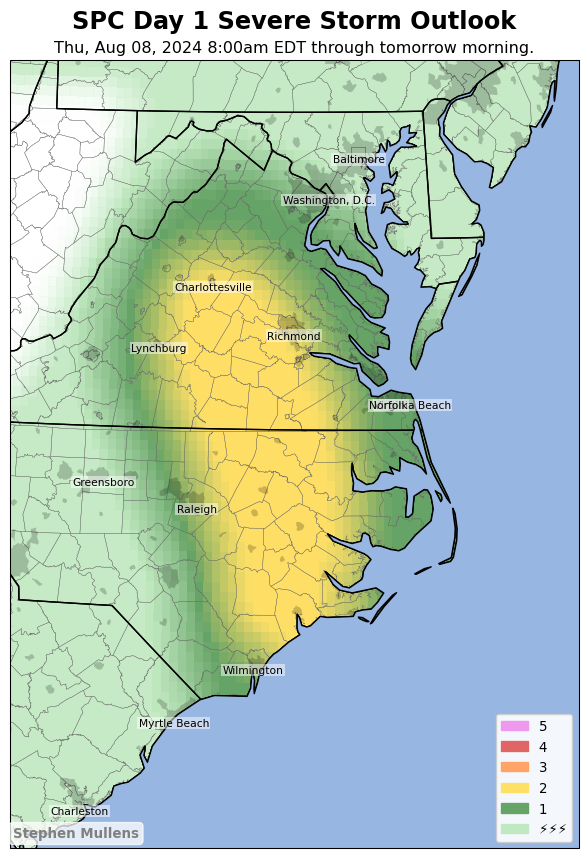 SPC Day 1 Severe Storm Outlook
Thu, Aug 08, 2024 8:00am EDT through tomorrow morning.
Baltimore
Washington, D.C.
Charlottesville
Richmond
Lynchburg
Norfolk
Beach
Greensboro
Raleigh
Wilmington
Myrtle Beach
Charleston
5
4
3
2
1
⚡⚡⚡
Stephen Mullens